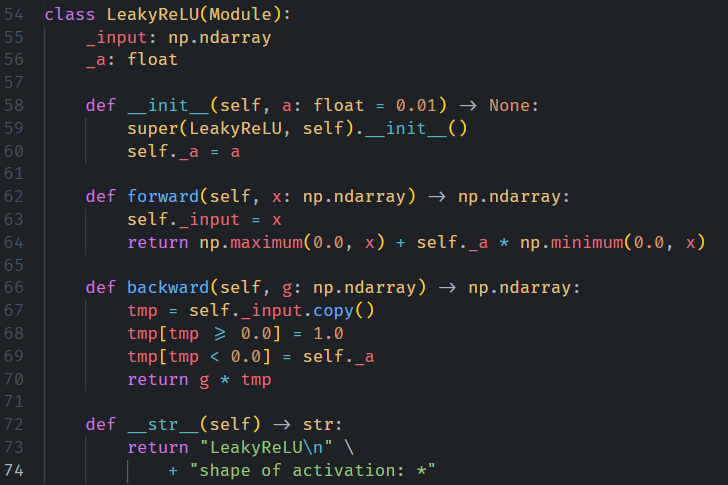 54 class LeakyReLU(Module):
55     _input: np.ndarray
56     _a: float
57
58     def __init__(self, a: float = 0.01) -> None:
59         super(LeakyReLU, self).__init__()
60         self._a = a
61
62     def forward(self, x: np.ndarray) -> np.ndarray:
63         self._input = x
64         return np.maximum(0.0, x) + self._a * np.minimum(0.0, x)
65
66     def backward(self, g: np.ndarray) -> np.ndarray:
67         tmp = self._input.copy()
68         tmp[tmp >= 0.0] = 1.0
69         tmp[tmp < 0.0] = self._a
70         return g * tmp
71
72     def __str__(self) -> str:
73         return "LeakyReLU\n" \
74             + "shape of activation: *"